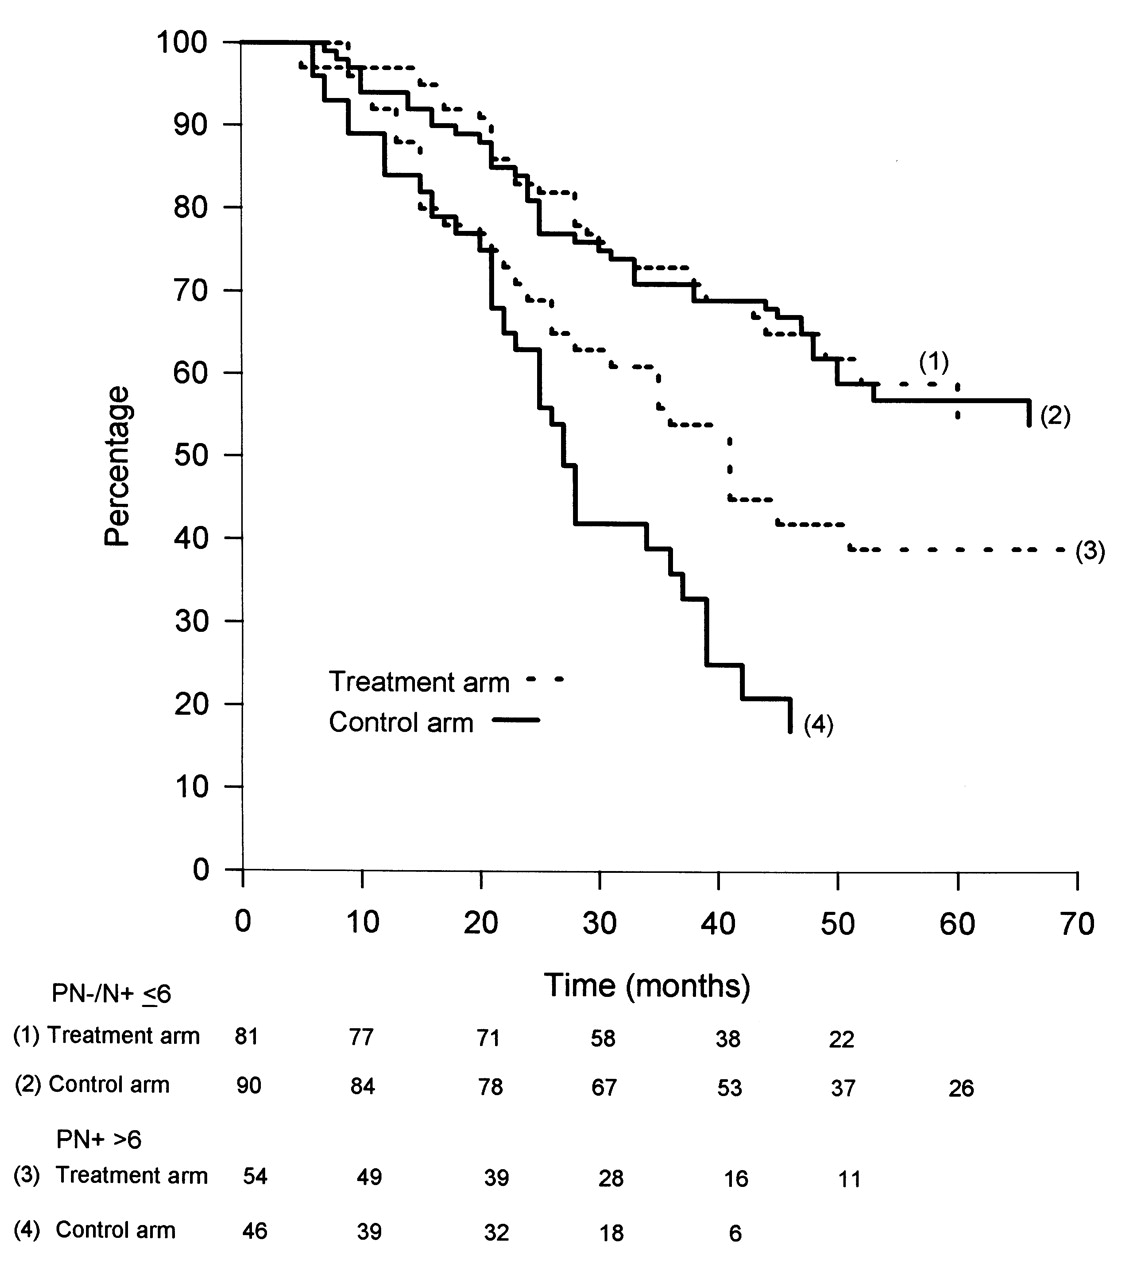 100
90
80
70
60
50
40
30
20
10
0
Percentage
(1)
(2)
(3)
(4)
Treatment arm
Control arm
0 10 20 30 40 50 60 70
Time (months)
PN-/N+ ≤6
(1) Treatment arm 81 77 71 58 38 22
(2) Control arm 90 84 78 67 53 37 26
PN+ >6
(3) Treatment arm 54 49 39 28 16 11
(4) Control arm 46 39 32 18 6